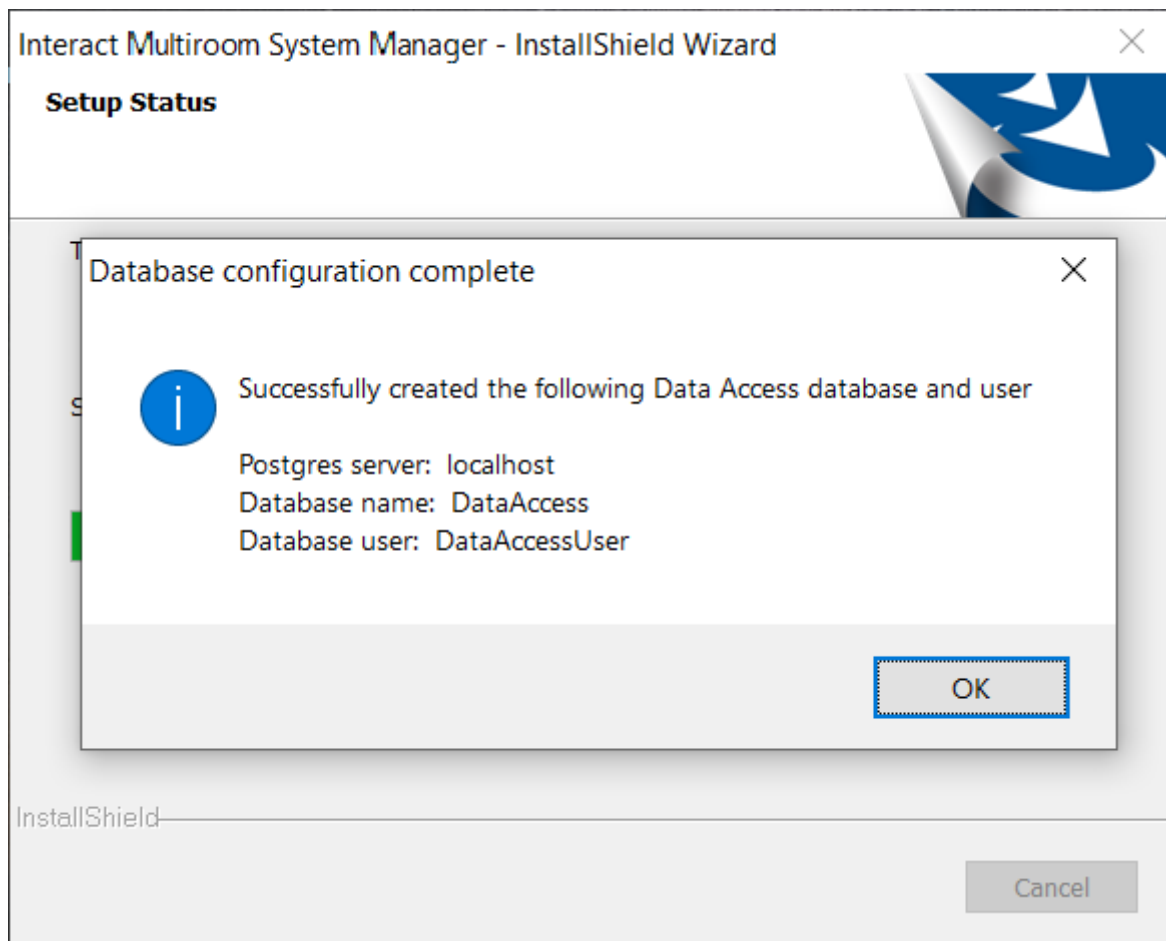 Interact Multiroom System Manager - InstallShield Wizard
Setup Status
Database configuration complete
Successfully created the following Data Access database and user
Postgres server: localhost
Database name: DataAccess
Database user: DataAccessUser
OK
InstallShield
Cancel